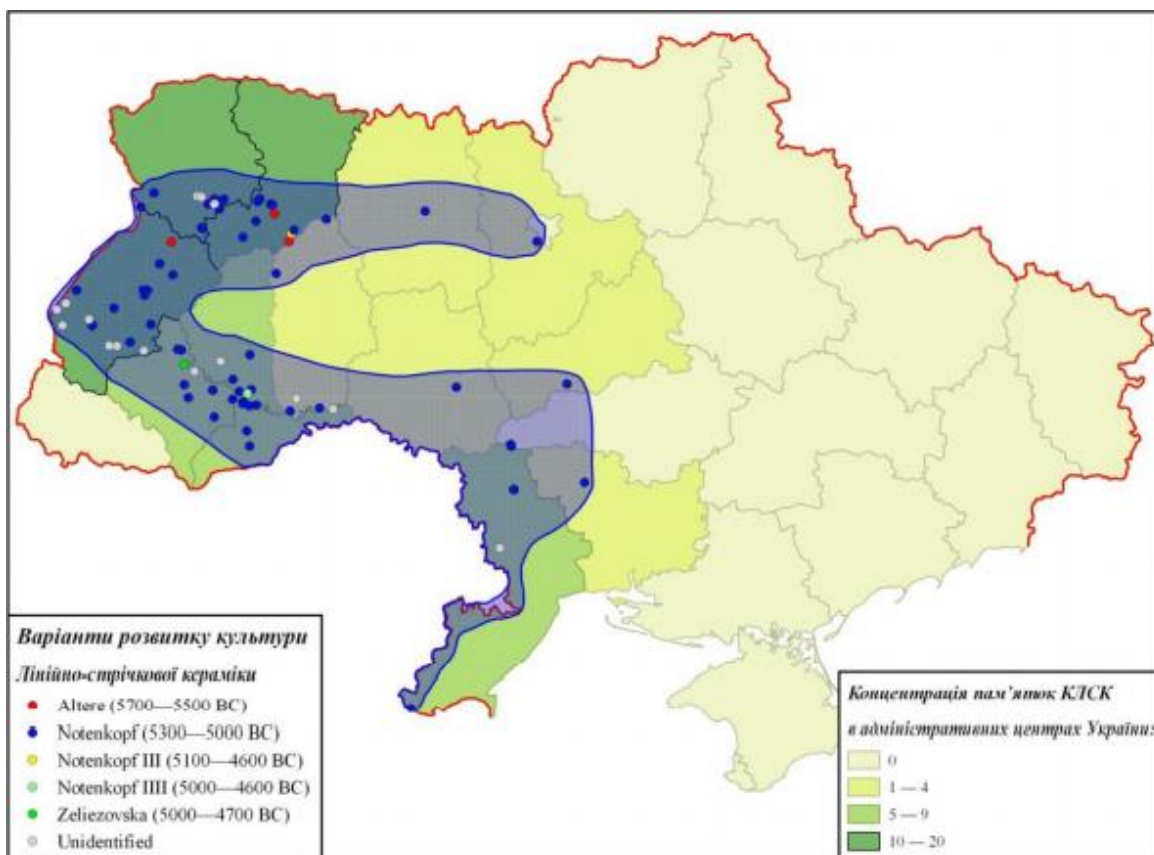 Варіанти розвитку культури
Лінійно-стрічкової кераміки
Altere (5700—5500 BC)
Notenkopf (5300—5000 BC)
Notenkopf III (5100—4600 BC)
Notenkopf IIII (5000—4600 BC)
Zeliezovska (5000—4700 BC)
Unidentified
Концентрація пам’яток КЛСК
в адміністративних центрах України:
0
1 — 4
5 — 9
10 — 20